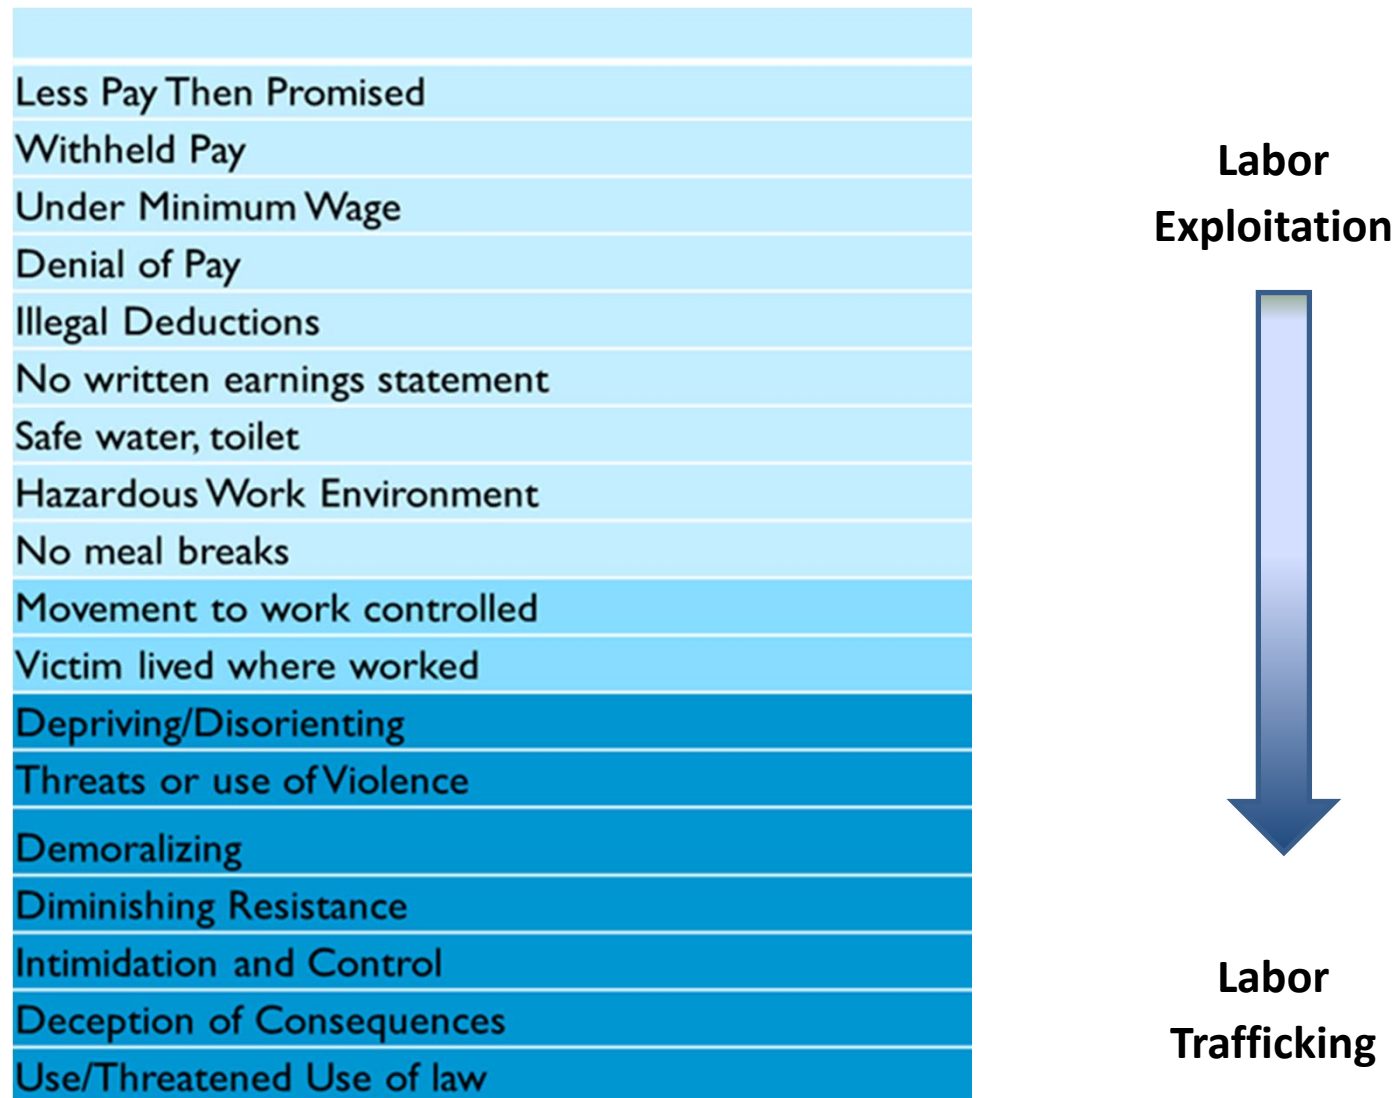 Less Pay Then Promised
Withheld Pay
Under Minimum Wage
Denial of Pay
Illegal Deductions
No written earnings statement
Safe water, toilet
Hazardous Work Environment
No meal breaks
Movement to work controlled
Victim lived where worked
Depriving/Disorienting
Threats or use of Violence
Demoralizing
Diminishing Resistance
Intimidation and Control
Deception of Consequences
Use/Threatened Use of law
Labor
Exploitation
Labor
Trafficking